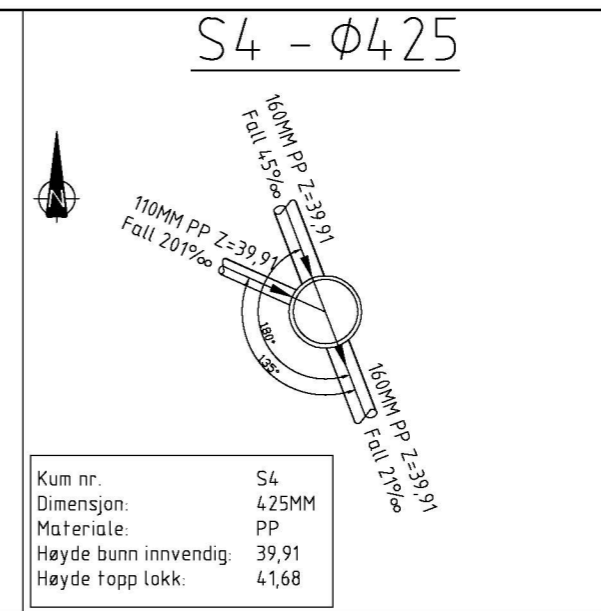 S4 - Ø425
N
160MM PP Z=39,91
Fall 45‰
110MM PP Z=39,91
Fall 201‰
180°
135°
160MM PP Z=39,91
Fall 21‰
Kum nr. S4
Dimensjon: 425MM
Materiale: PP
Høyde bunn innvendig: 39,91
Høyde topp lokk: 41,68